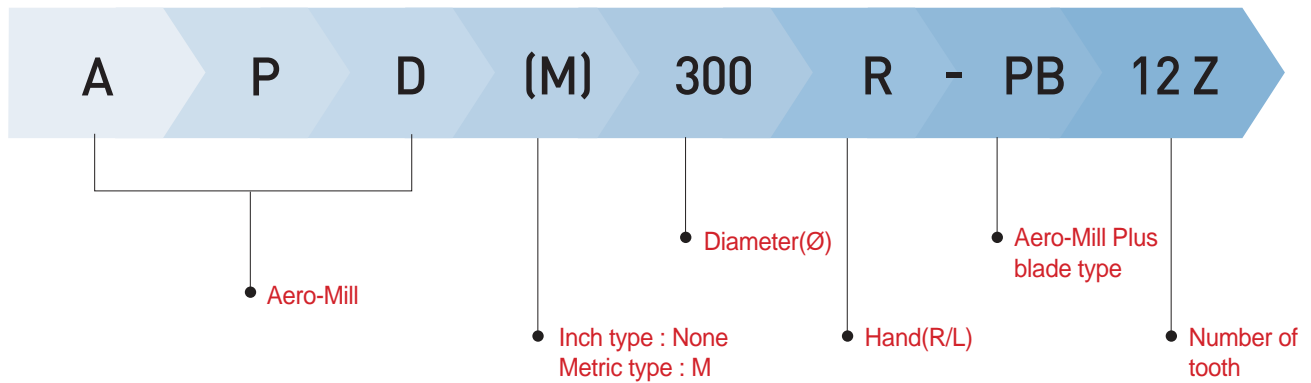 A P D (M) 300 R - PB 12 Z
Diameter(Ø)
Aero-Mill Plus
blade type
Aero-Mill
Inch type : None
Metric type : M
Hand(R/L)
Number of
tooth